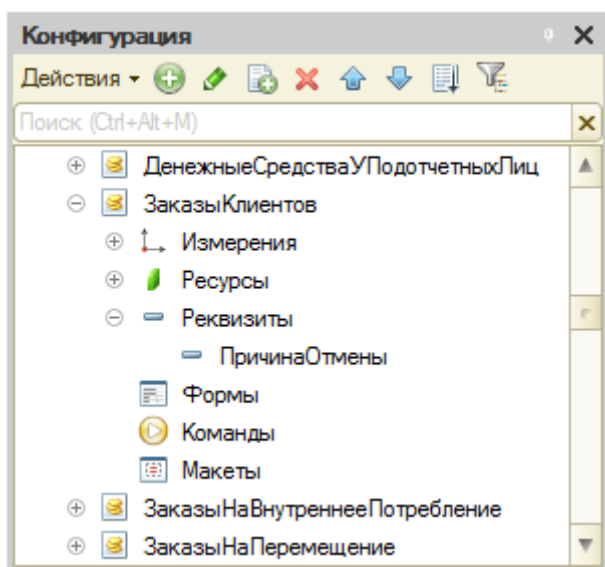 Конфигурация
Действия
Поиск (Ctrl+Alt+M)
ДенежныеСредстваУПодотчетныхЛиц
ЗаказыКлиентов
Измерения
Ресурсы
Реквизиты
ПричинаОтмены
Формы
Команды
Макеты
ЗаказыНаВнутреннееПотребление
ЗаказыНаПеремещение